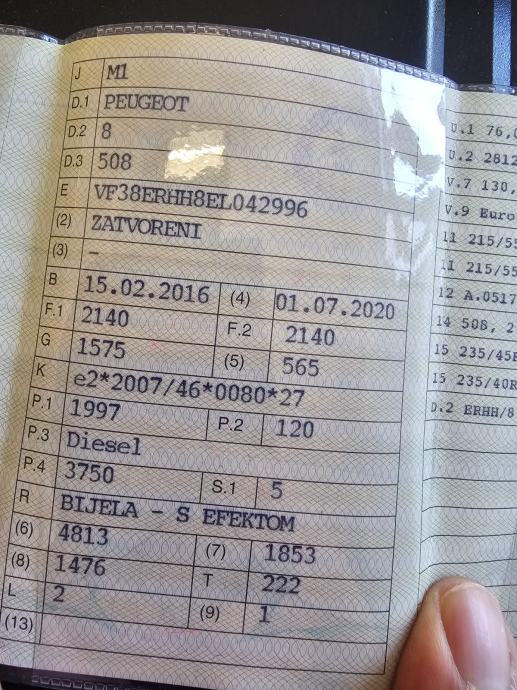 J M1
D.1 PEUGEOT
D.2 8
D.3 508
E VF38ERHH8EL042996
(2) ZATVORENI
(3) –
B 15.02.2016 (4) 01.07.2020
F.1 2140 F.2 2140
G 1575 (5) 565
K e2*2007/46*0080*27
P.1 1997 P.2 120
P.3 Diesel
P.4 3750 S.1 5
R BIJELA – S EFEKTOM
(6) 4813 (7) 1853
(8) 1476 T 222
L 2 (9) 1
(13)
U.1 76,
U.2 2812
V.7 130,
V.9 Euro
11 215/55
11 215/55
12 A.0517
14 508, 2
15 235/45
15 235/40R
D.2 ERHH/8